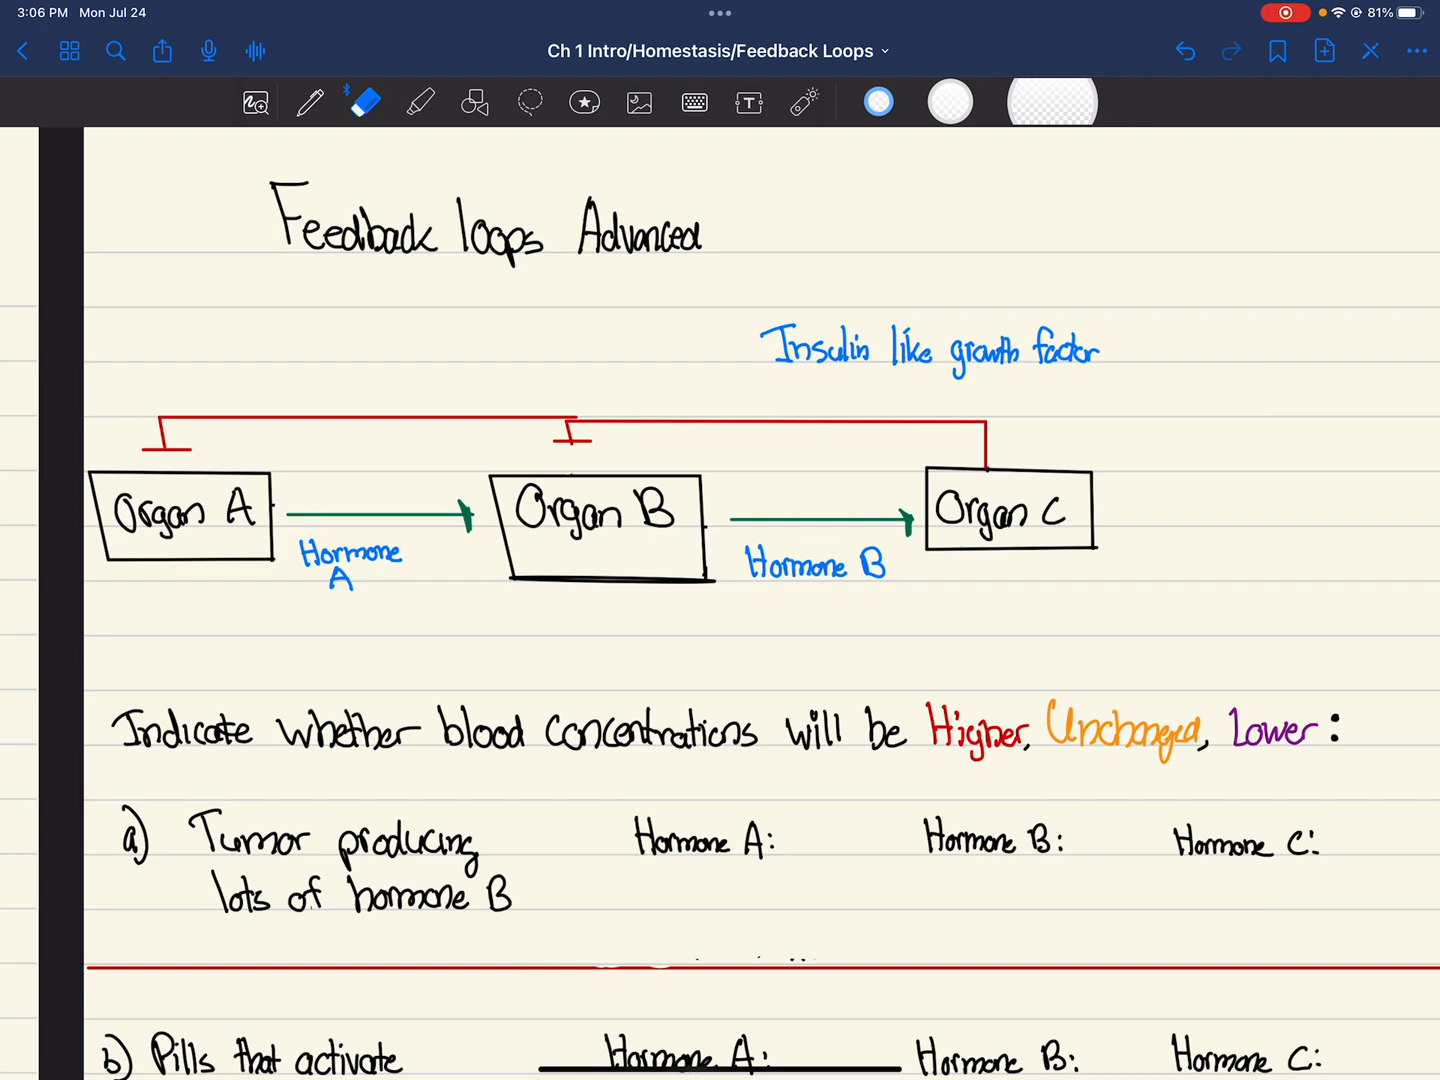 3:06 PM Mon Jul 24
81%
Ch 1 Intro/Homestasis/Feedback Loops
T
Feedback loops Advanced
Insulin like growth factor
Organ A
Organ B
Organ C
Hormone
A
Hormone B
Indicate whether blood concentrations will be Higher, Unchanged, Lower:
a) Tumor producing
lots of hormone B
Hormone A:
Hormone B:
Hormone C:
b) Pills that activate
Hormone A:
Hormone B:
Hormone C: